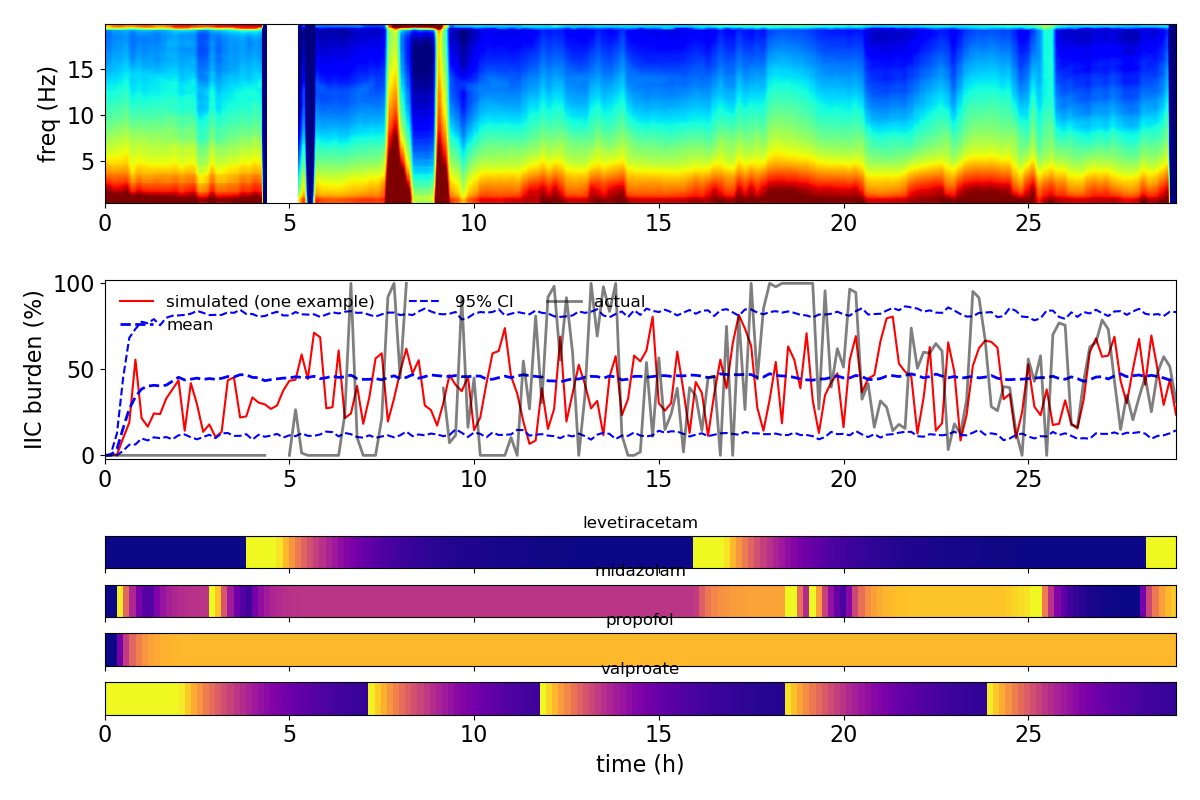 freq (Hz)
15
10
5
0 5 10 15 20 25
IIC burden (%)
100
50
0
simulated (one example)
mean
95% CI
actual
0 5 10 15 20 25
levetiracetam
midazolam
propofol
valproate
0 5 10 15 20 25
time (h)